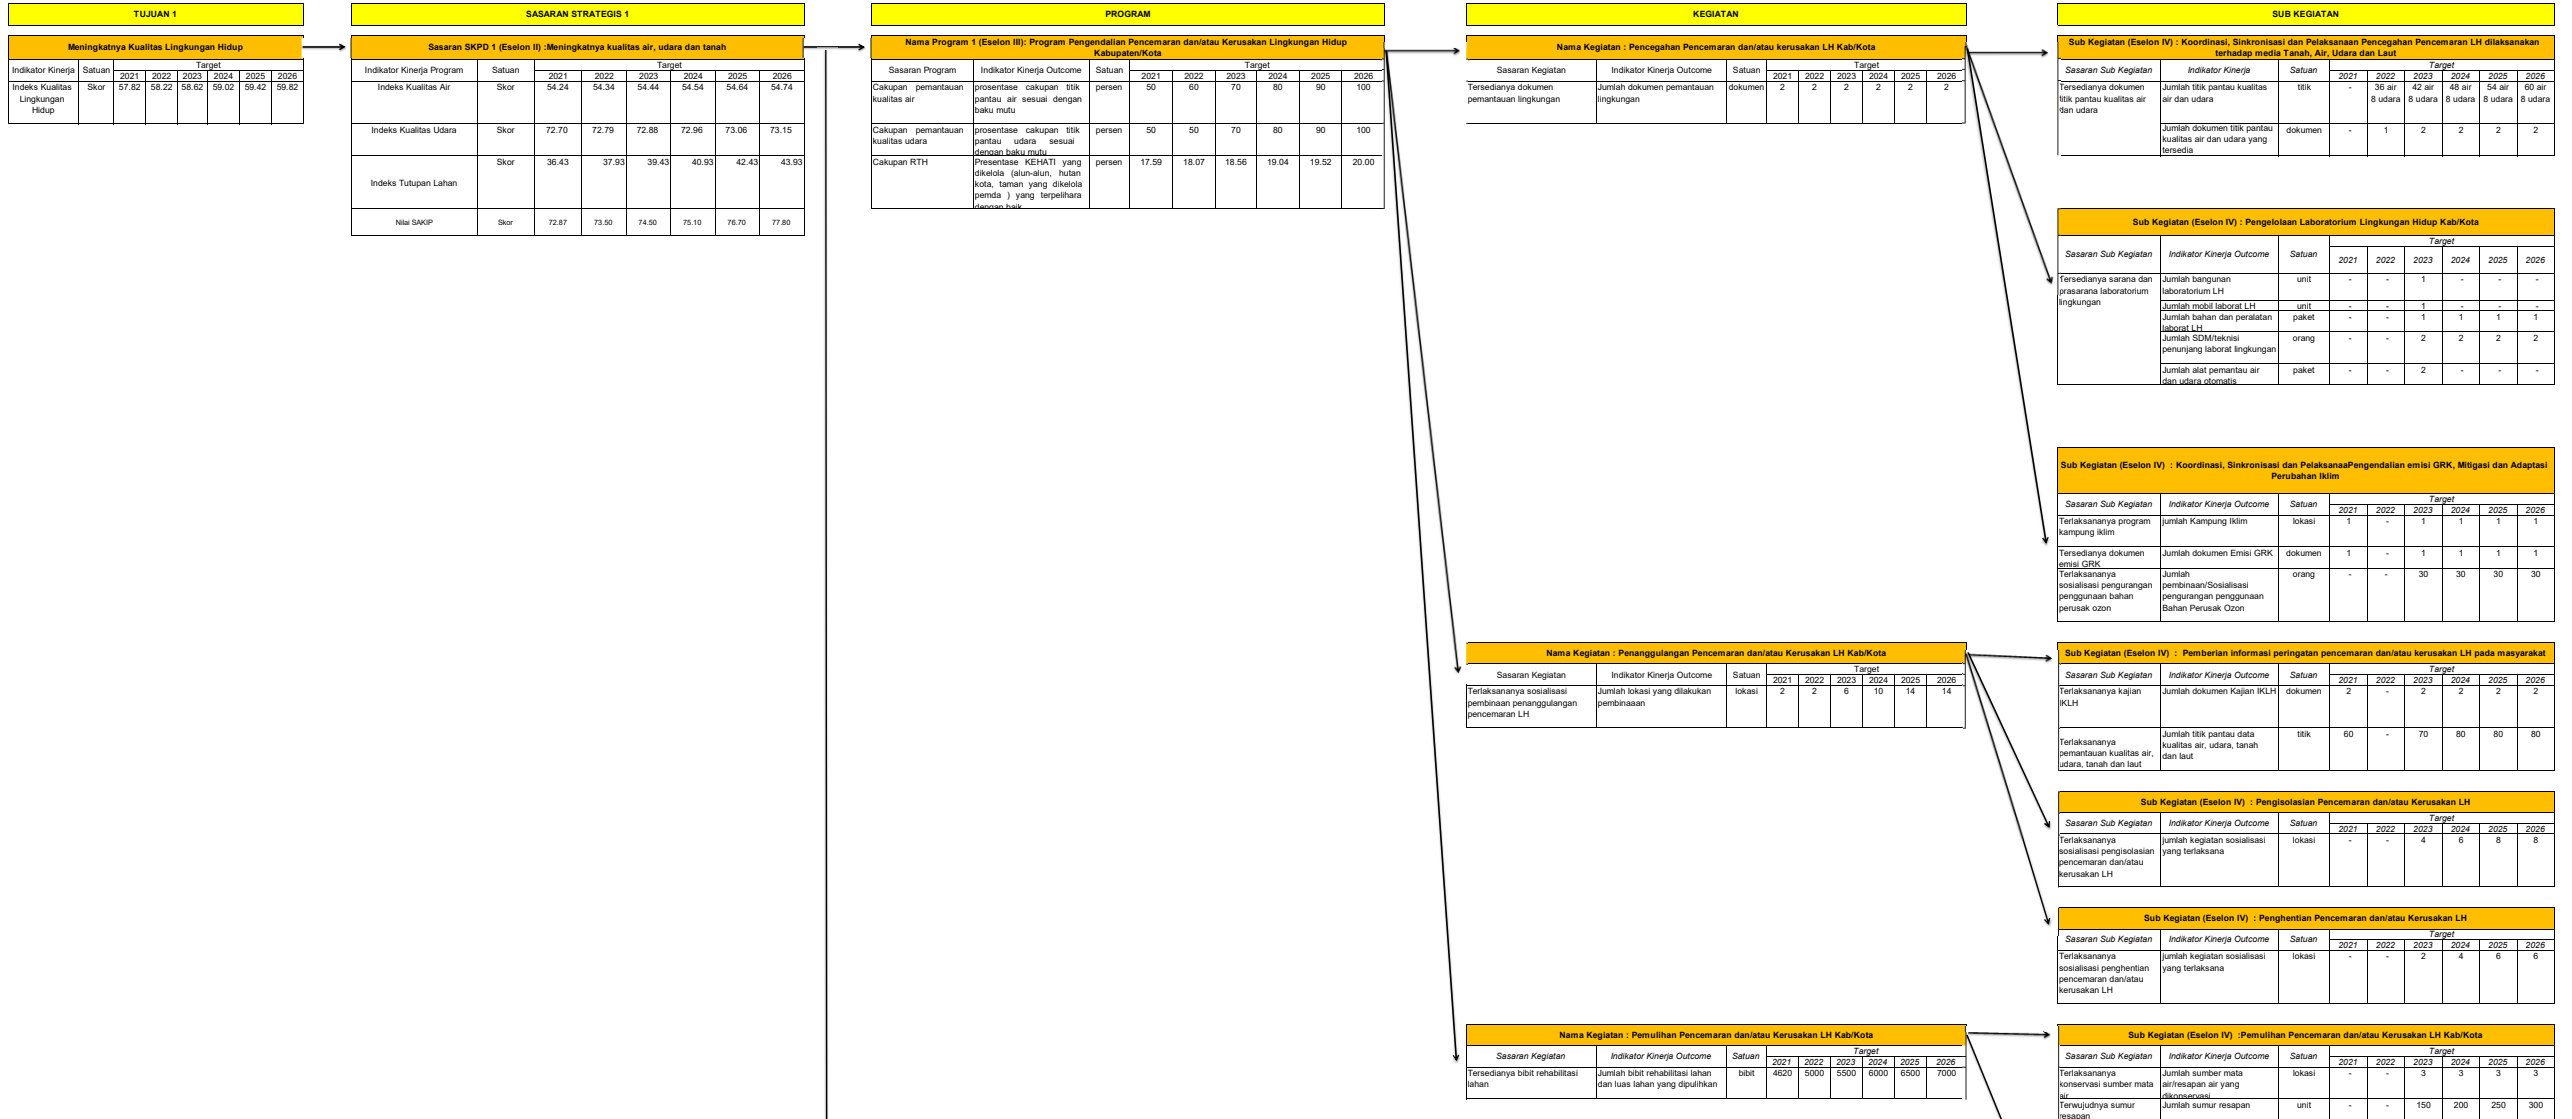 TUJUAN 1
Meningkatnya Kualitas Lingkungan Hidup
Indikator Kinerja Satuan Target
2021 2022 2023 2024 2025 2026
Indeks Kualitas Skor 57.82 58.22 58.62 59.02 59.42 59.82
Lingkungan
Hidup
SASARAN STRATEGIS 1
Sasaran SKPD 1 (Eselon II) :Meningkatnya kualitas air, udara dan tanah
Indikator Kinerja Program Satuan Target
2021 2022 2023 2024 2025 2026
Indeks Kualitas Air Skor 54.24 54.34 54.44 54.54 54.64 54.74
Indeks Kualitas Udara Skor 72.70 72.79 72.88 72.96 73.06 73.15
Skor 36.43 37.93 39.43 40.93 42.43 43.93
Indeks Tutupan Lahan
Nilai SAKIP Skor 72.87 73.50 74.50 75.10 76.70 77.80
PROGRAM
Nama Program 1 (Eselon III): Program Pengendalian Pencemaran dan/atau Kerusakan Lingkungan Hidup
Kabupaten/Kota
Sasaran Program Indikator Kinerja Outcome Satuan Target
2021 2022 2023 2024 2025 2026
Cakupan pemantauan prosentase cakupan titik persen 50 60 70 80 90 100
kualitas air pantau air sesuai dengan
baku mutu
Cakupan pemantauan prosentase cakupan titik persen 50 50 70 80 90 100
kualitas udara pantau udara sesuai
dengan baku mutu
Cakupan RTH Presentase KEHATI yang persen 17.59 18.07 18.56 19.04 19.52 20.00
dikelola (alun-alun, hutan
kota, taman yang dikelola
pemda ) yang terpelihara
dengan baik
KEGIATAN
Nama Kegiatan : Pencegahan Pencemaran dan/atau kerusakan LH Kab/Kota
Sasaran Kegiatan Indikator Kinerja Outcome Satuan Target
2021 2022 2023 2024 2025 2026
Tersedianya dokumen Jumlah dokumen pemantauan dokumen 2 2 2 2 2 2
pemantauan lingkungan lingkungan
Nama Kegiatan : Penanggulangan Pencemaran dan/atau Kerusakan LH Kab/Kota
Sasaran Kegiatan Indikator Kinerja Outcome Satuan Target
2021 2022 2023 2024 2025 2026
Terlaksananya sosialisasi Jumlah lokasi yang dilakukan lokasi 2 2 6 10 14 14
pembinaan penanggulangan pembinaaan
pencemaran LH
Nama Kegiatan : Pemulihan Pencemaran dan/atau Kerusakan LH Kab/Kota
Sasaran Kegiatan Indikator Kinerja Outcome Satuan Target
2021 2022 2023 2024 2025 2026
Tersedianya bibit rehabilitasi Jumlah bibit rehabilitasi lahan bibit 4620 5000 5500 6000 6500 7000
lahan dan luas lahan yang dipulihkan
SUB KEGIATAN
Sub Kegiatan (Eselon IV) : Koordinasi, Sinkronisasi dan Pelaksanaan Pencegahan Pencemaran LH dilaksanakan
terhadap media Tanah, Air, Udara dan Laut
Sasaran Sub Kegiatan Indikator Kinerja Satuan Target
2021 2022 2023 2024 2025 2026
Tersedianya dokumen Jumlah titik pantau kualitas titik - 36 air 42 air 48 air 54 air 60 air
titik pantau kualitas air air dan udara 8 udara 8 udara 8 udara 8 udara 8 udara
dan udara
Jumlah dokumen titik pantau dokumen - 1 2 2 2 2
kualitas air dan udara yang
tersedia
Sub Kegiatan (Eselon IV) : Pengelolaan Laboratorium Lingkungan Hidup Kab/Kota
Sasaran Sub Kegiatan Indikator Kinerja Outcome Satuan Target
2021 2022 2023 2024 2025 2026
Tersedianya sarana dan Jumlah bangunan unit - - 1 - - -
prasarana laboratorium laboratorium LH
lingkungan
Jumlah mobil laborat LH unit - - 1 - - -
Jumlah bahan dan peralatan paket - - 1 1 1 1
laborat LH
Jumlah SDM/teknisi orang - - 2 2 2 2
penunjang laborat lingkungan
Jumlah alat pemantau air paket - - 2 - - -
dan udara otomatis
Sub Kegiatan (Eselon IV) : Koordinasi, Sinkronisasi dan PelaksanaaPengendalian emisi GRK, Mitigasi dan Adaptasi
Perubahan Iklim
Sasaran Sub Kegiatan Indikator Kinerja Outcome Satuan Target
2021 2022 2023 2024 2025 2026
Terlaksananya program jumlah Kampung Iklim lokasi 1 - 1 1 1 1
kampung iklim
Tersedianya dokumen Jumlah dokumen Emisi GRK dokumen 1 - 1 1 1 1
emisi GRK
Terlaksananya Jumlah orang - - 30 30 30 30
sosialisasi pengurangan pembinaan/Sosialisasi
penggunaan bahan pengurangan penggunaan
perusak ozon Bahan Perusak Ozon
Sub Kegiatan (Eselon IV) : Pemberian informasi peringatan pencemaran dan/atau kerusakan LH pada masyarakat
Sasaran Sub Kegiatan Indikator Kinerja Outcome Satuan Target
2021 2022 2023 2024 2025 2026
Terlaksananya kajian Jumlah dokumen Kajian IKLH dokumen 2 - 2 2 2 2
IKLH
Jumlah titik pantau data titik 60 - 70 80 80 80
Terlaksananya kualitas air, udara, tanah
pemantauan kualitas air, dan laut
udara, tanah dan laut
Sub Kegiatan (Eselon IV) : Pengisolasian Pencemaran dan/atau Kerusakan LH
Sasaran Sub Kegiatan Indikator Kinerja Outcome Satuan Target
2021 2022 2023 2024 2025 2026
Terlaksananya jumlah kegiatan sosialisasi lokasi - - 4 6 8 8
sosialisasi pengisolasian yang terlaksana
pencemaran dan/atau
kerusakan LH
Sub Kegiatan (Eselon IV) : Penghentian Pencemaran dan/atau Kerusakan LH
Sasaran Sub Kegiatan Indikator Kinerja Outcome Satuan Target
2021 2022 2023 2024 2025 2026
Terlaksananya jumlah kegiatan sosialisasi lokasi - - 2 4 6 6
sosialisasi penghentian yang terlaksana
pencemaran dan/atau
kerusakan LH
Sub Kegiatan (Eselon IV) :Pemulihan Pencemaran dan/atau Kerusakan LH Kab/Kota
Sasaran Sub Kegiatan Indikator Kinerja Outcome Satuan Target
2021 2022 2023 2024 2025 2026
Terlaksananya Jumlah sumber mata lokasi - - 3 3 3 3
konservasi sumber mata air/resapan air yang
air dikonservasi
Terwujudnya sumur Jumlah sumur resapan unit - - 150 200 250 300
resapan